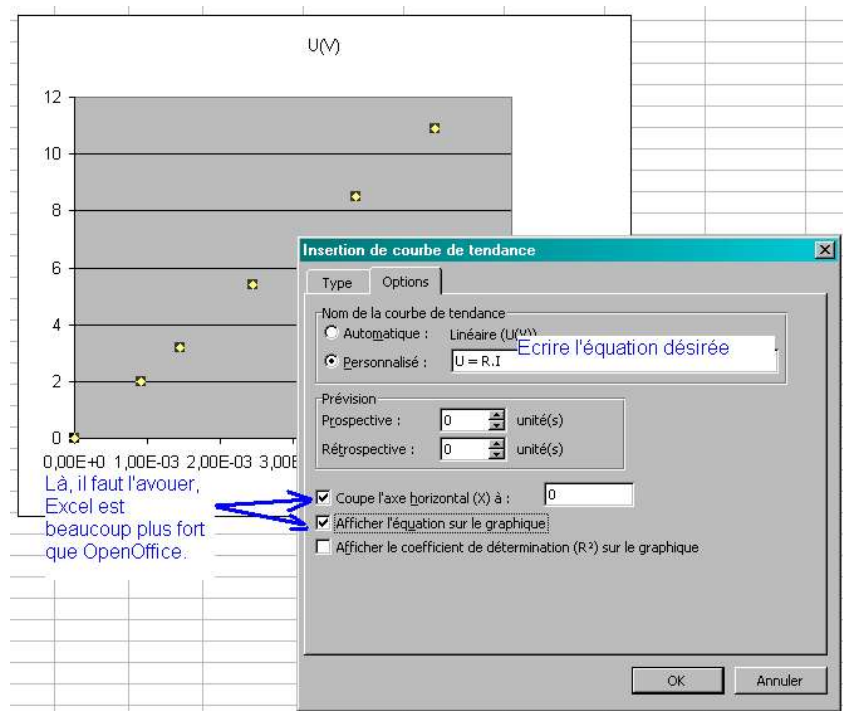 U(V)
12
10
8
6
4
2
0
0,00E+0 1,00E-03 2,00E-03 3,00E
Là, il faut l'avouer,
Excel est
beaucoup plus fort
que OpenOffice.
Insertion de courbe de tendance
Type Options
Nom de la courbe de tendance
Automatique : Linéaire (U(V))
Ecrire l'équation désirée
Personnalisé : U = R.I
Prévision
Prospective : 0 unité(s)
Rétrospective : 0 unité(s)
Coupe l'axe horizontal (X) à : 0
Afficher l'équation sur le graphique
Afficher le coefficient de détermination (R²) sur le graphique
OK Annuler